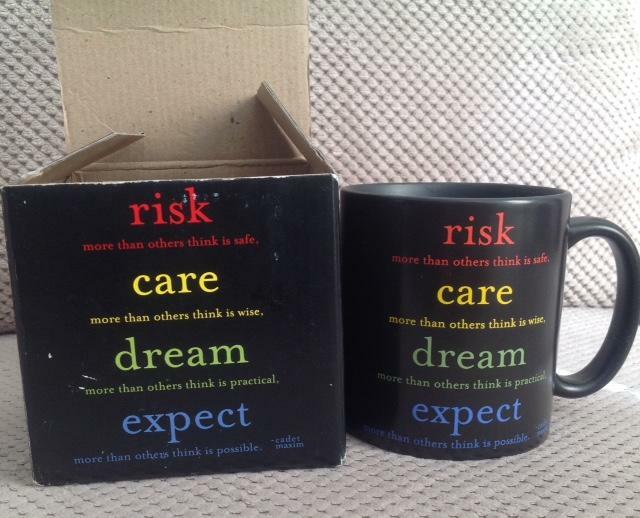 risk
more than others think is safe,
care
more than others think is wise,
dream
more than others think is practical,
expect
more than others think is possible.
-cadet
maxim
risk
more than others think is safe.
care
more than others think is wise,
dream
more than others think is practical,
expect
more than others think is possible.
-cadet
maxim